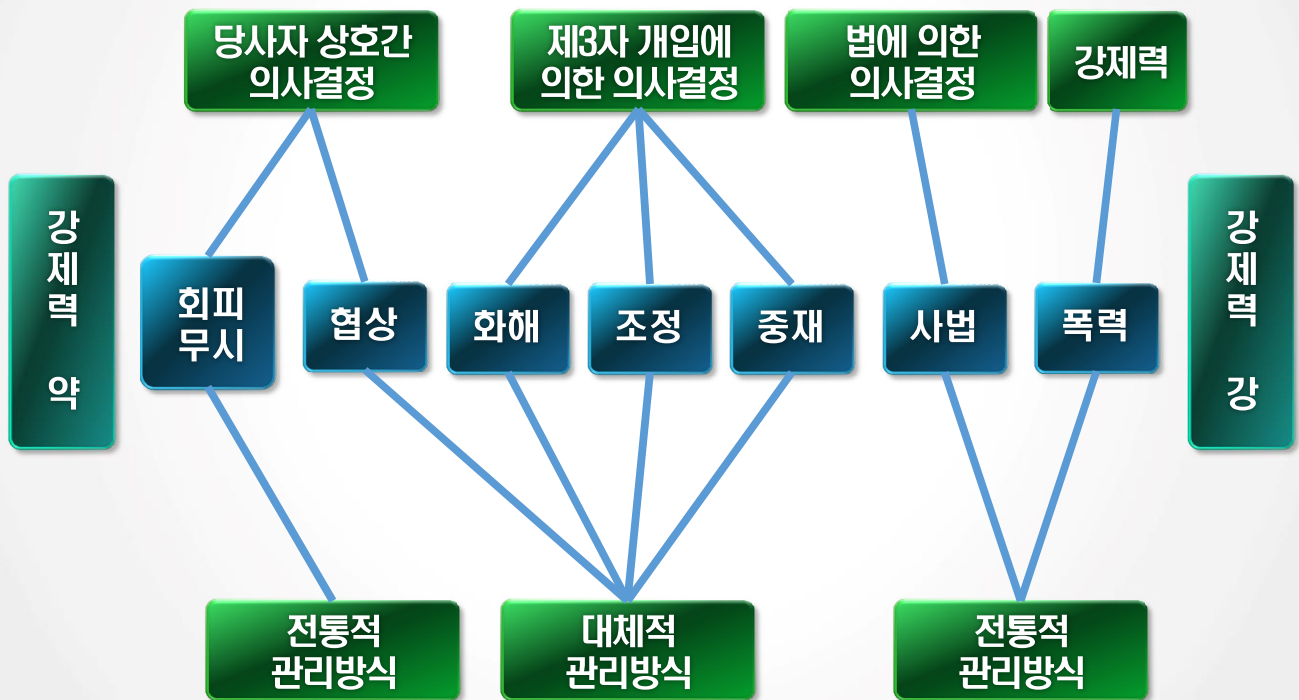 당사자 상호간
의사결정
제3자 개입에
의한 의사결정
법에 의한
의사결정
강제력
강
제
력
약
회피
무시
협상
화해
조정
중재
사법
폭력
강
제
력
강
전통적
관리방식
대체적
관리방식
전통적
관리방식